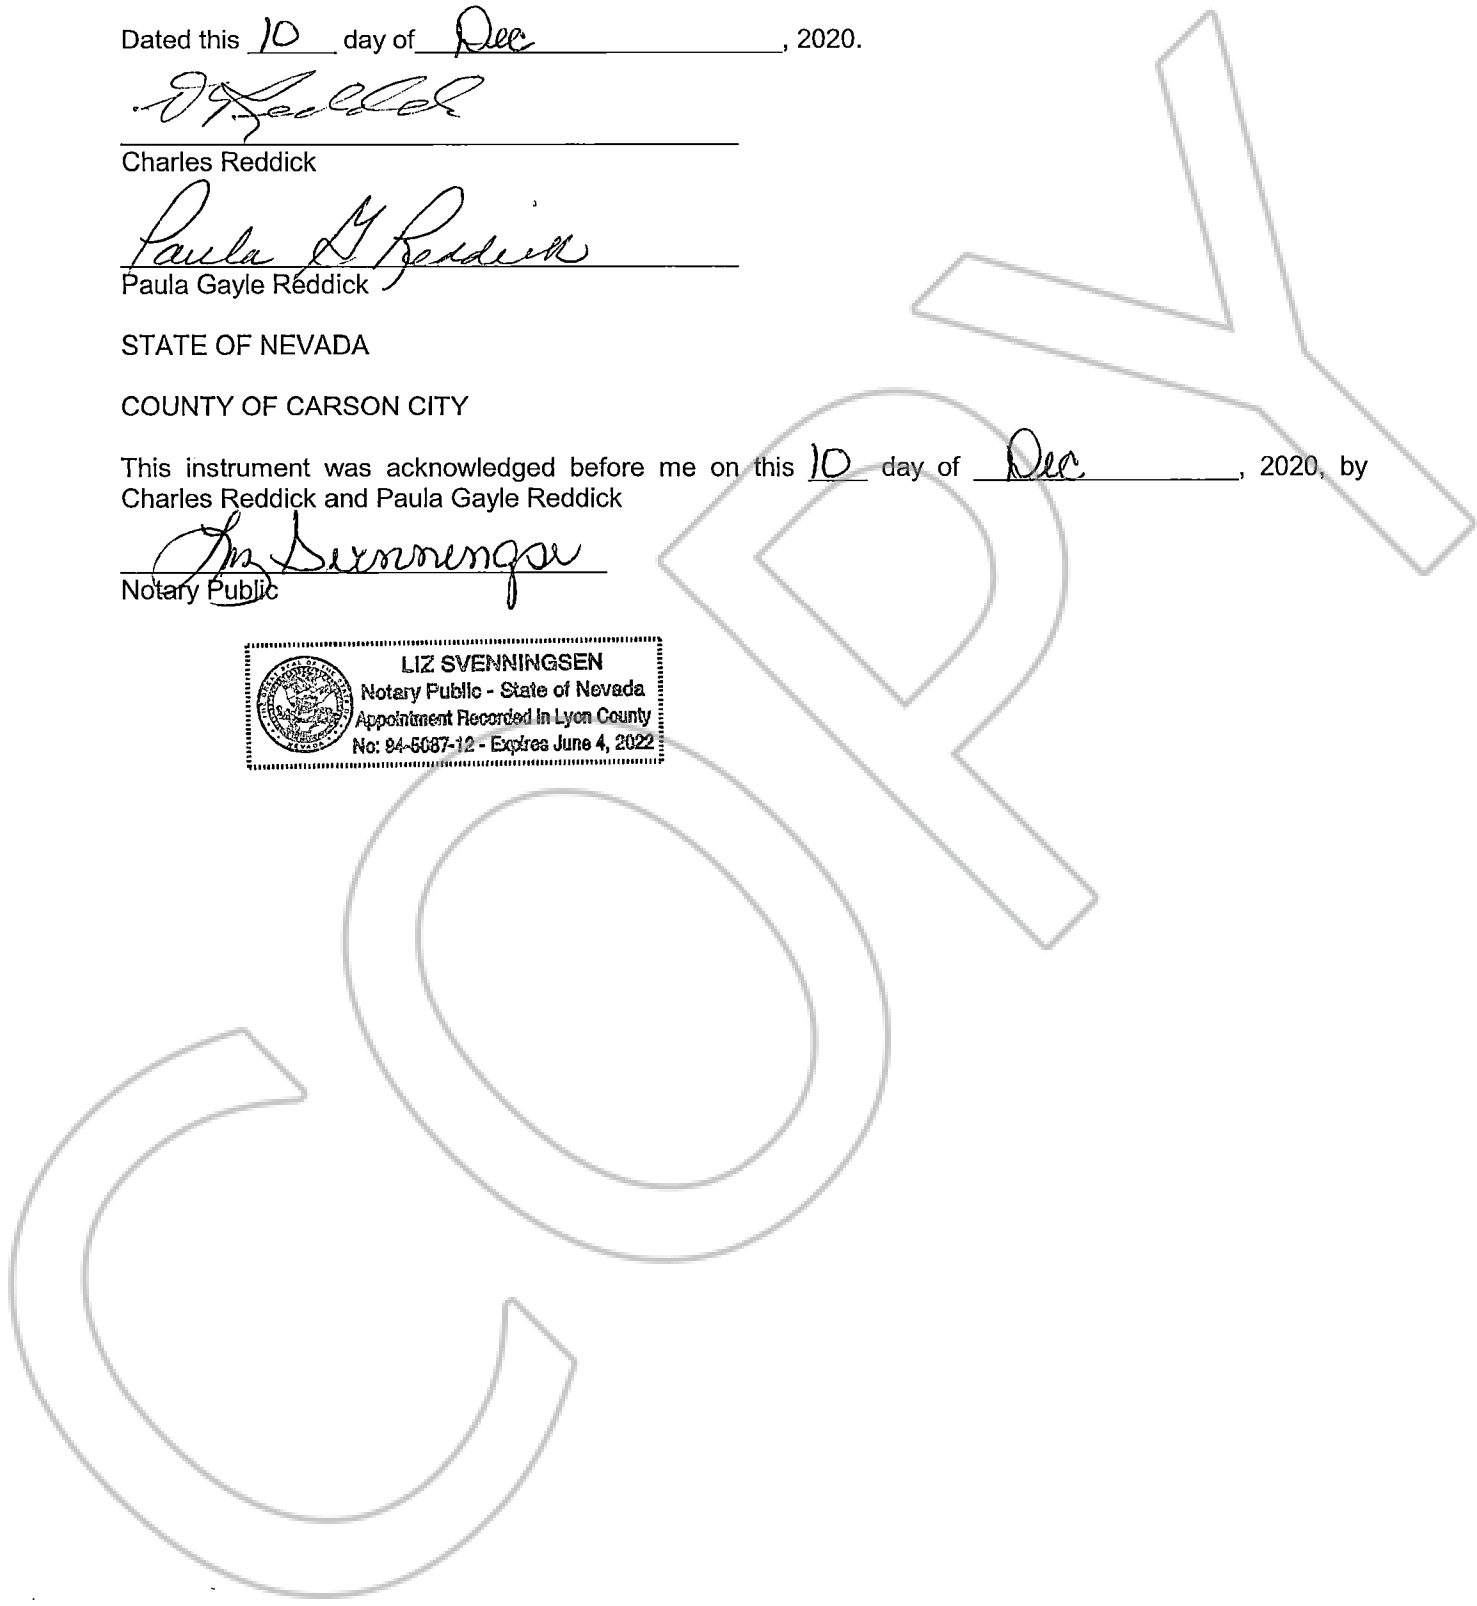 Dated this 10 day of Dec, 2020.
Charles Reddick
Paula G Reddick
Paula Gayle Reddick
STATE OF NEVADA
COUNTY OF CARSON CITY
This instrument was acknowledged before me on this 10 day of Dec, 2020, by
Charles Reddick and Paula Gayle Reddick
Liz Svenningsen
Notary Public
LIZ SVENNINGSEN
Notary Public - State of Nevada
Appointment Recorded in Lyon County
No: 94-5087-12 - Expires June 4, 2022
COPY